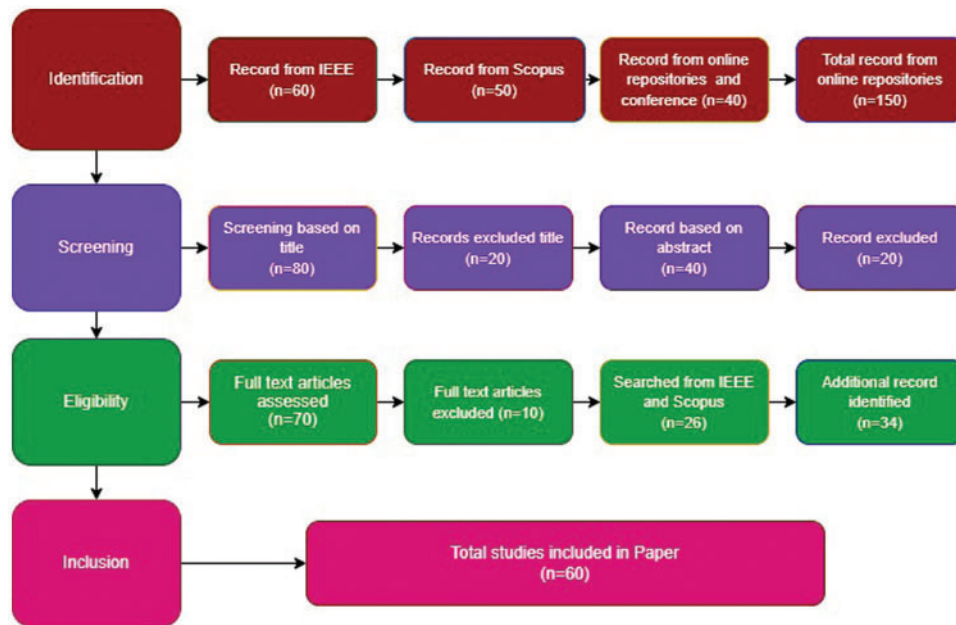 Identification
Record from IEEE
(n=60)
Record from Scopus
(n=50)
Record from online
repositories and
conference (n=40)
Total record from
online repositories
(n=150)
Screening
Screening based on
title
(n=80)
Records excluded title
(n=20)
Record based on
abstract
(n=40)
Record excluded
(n=20)
Eligibility
Full text articles
assessed
(n=70)
Full text articles
excluded (n=10)
Searched from IEEE
and Scopus
(n=26)
Additional record
identified
(n=34)
Inclusion
Total studies included in Paper
(n=60)